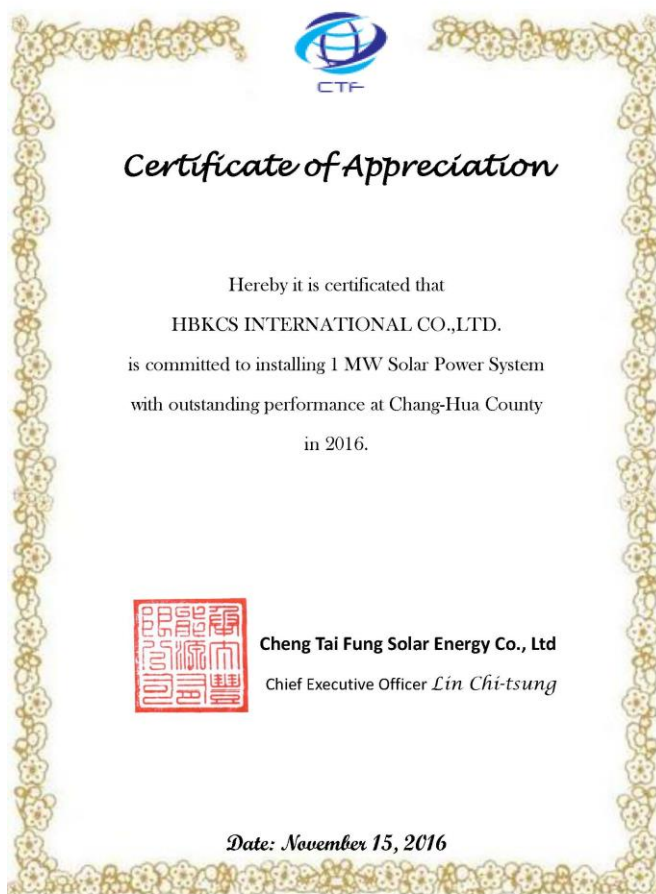 CTF
Certificate of Appreciation
Hereby it is certificated that
HBKCS INTERNATIONAL CO.,LTD.
is committed to installing 1 MW Solar Power System
with outstanding performance at Chang-Hua County
in 2016.
Cheng Tai Fung Solar Energy Co., Ltd
Chief Executive Officer Lin Chi-tsung
Date: November 15, 2016